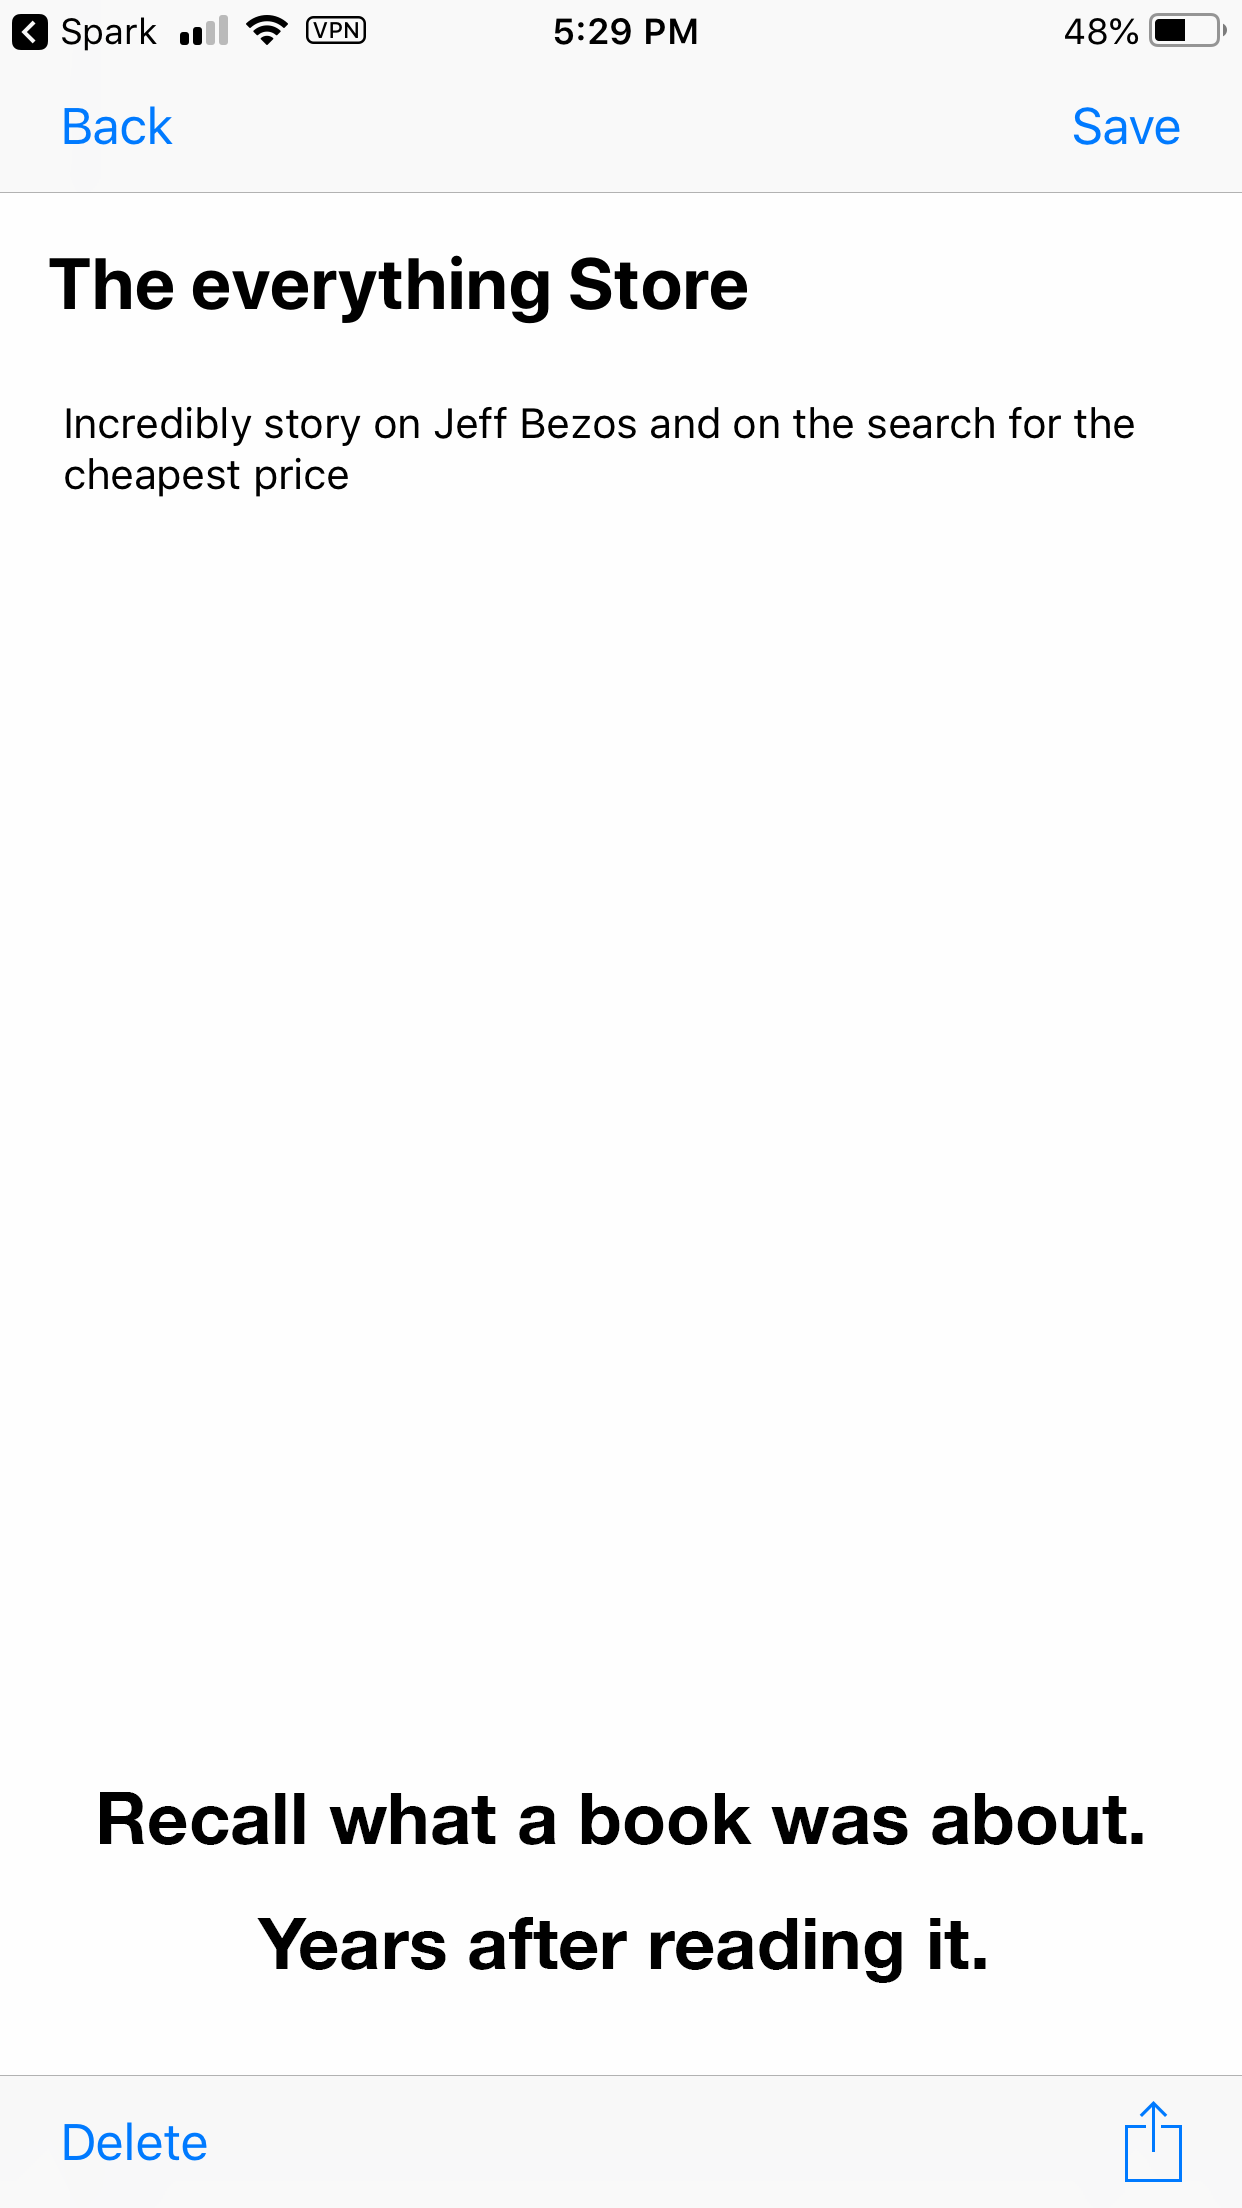 Spark VPN 5:29 PM 48%
Back Save
The everything Store
Incredibly story on Jeff Bezos and on the search for the
cheapest price
Recall what a book was about.
Years after reading it.
Delete